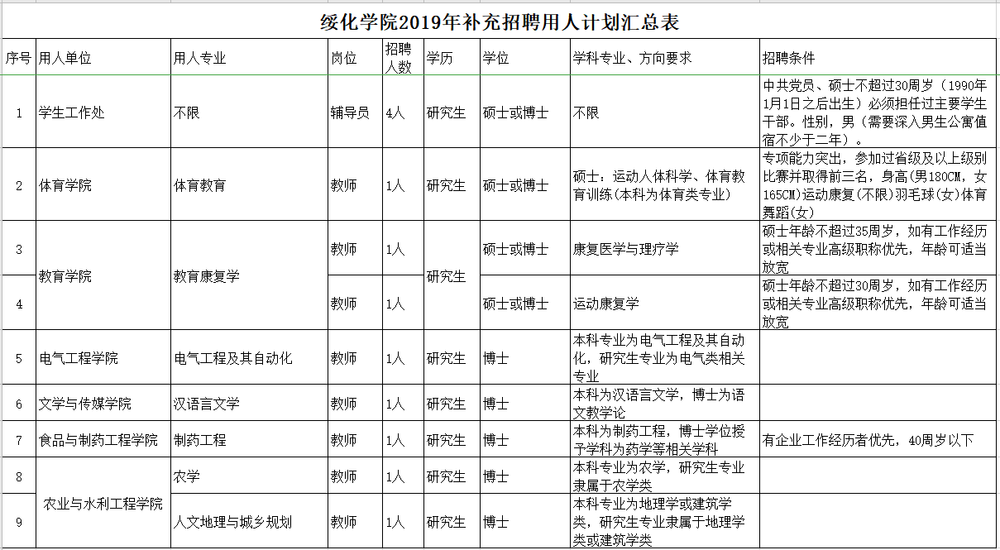 绥化学院2019年补充招聘用人计划汇总表
序号 用人单位 用人专业 岗位 招聘人数 学历 学位 学科专业、方向要求 招聘条件
1 学生工作处 不限 辅导员 4人 研究生 硕士或博士 不限
中共党员、硕士不超过30周岁（1990年
1月1日之后出生）必须担任过主要学生
干部。性别，男（需要深入男生公寓值
宿不少于二年）。
2 体育学院 体育教育 教师 1人 研究生 硕士或博士
硕士：运动人体科学、体育教
育训练(本科为体育类专业)
专项能力突出，参加过省级及以上级别
比赛并取得前三名，身高(男180CM，女
165CM)运动康复(不限)羽毛球(女)体育
舞蹈(女)
3 教育学院 教育康复学 教师 1人 研究生 硕士或博士 康复医学与理疗学
硕士年龄不超过35周岁，如有工作经历
或相关专业高级职称优先，年龄可适当
放宽
4 教师 1人 硕士或博士 运动康复学
硕士年龄不超过30周岁，如有工作经历
或相关专业高级职称优先，年龄可适当
放宽
5 电气工程学院 电气工程及其自动化 教师 1人 研究生 博士
本科专业为电气工程及其自动
化，研究生专业为电气类相关
专业
6 文学与传媒学院 汉语言文学 教师 1人 研究生 博士
本科为汉语言文学，博士为语
文教学论
7 食品与制药工程学院 制药工程 教师 1人 研究生 博士
本科为制药工程，博士学位授
予学科为药学等相关学科
有企业工作经历者优先，40周岁以下
8 农业与水利工程学院 农学 教师 1人 研究生 博士
本科专业为农学，研究生专业
隶属于农学类
9 人文地理与城乡规划 教师 1人 研究生 博士
本科专业为地理学或建筑学
类，研究生专业隶属于地理学
类或建筑学类